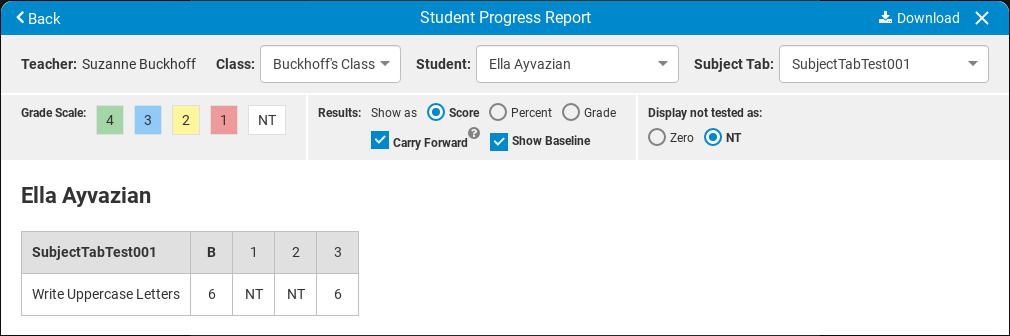 Back Student Progress Report Download
Teacher: Suzanne Buckhoff Class: Buckhoff's Class Student: Ella Ayvazian Subject Tab: SubjectTabTest001
Grade Scale: 4 3 2 1 NT Results: Show as Score Percent Grade Display not tested as:
Carry Forward ? Show Baseline Zero NT
Ella Ayvazian
SubjectTabTest001 B 1 2 3
Write Uppercase Letters 6 NT NT 6